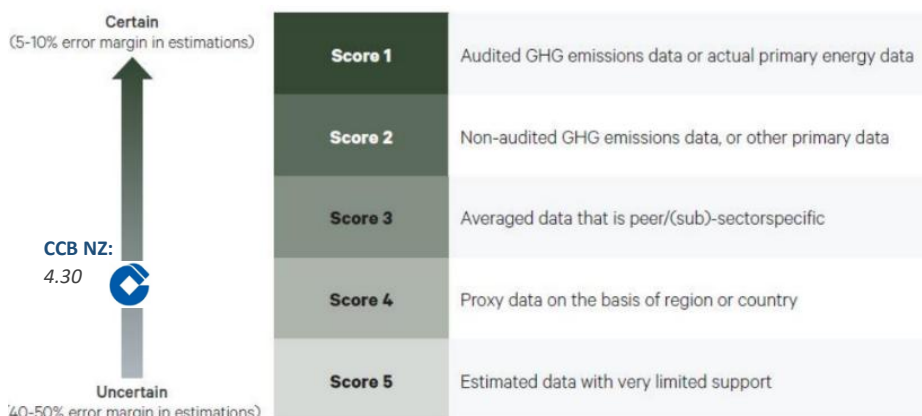 Certain
(5-10% error margin in estimations)
Score 1
Audited GHG emissions data or actual primary energy data
Score 2
Non-audited GHG emissions data, or other primary data
Score 3
Averaged data that is peer/(sub)-sectorspecific
CCB NZ:
4.30
Score 4
Proxy data on the basis of region or country
Score 5
Estimated data with very limited support
Uncertain
(40-50% error margin in estimations)